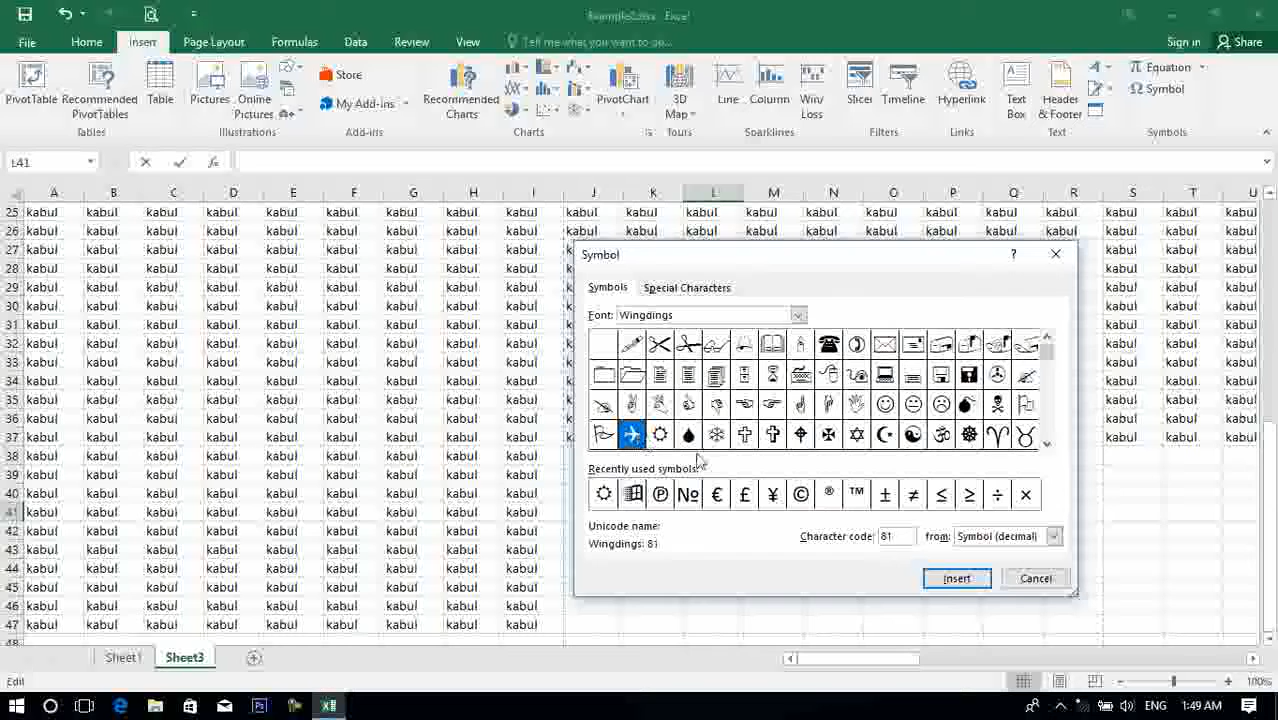 Example2.xlsx - Excel
File Home Insert Page Layout Formulas Data Review View Tell me what you want to do... Sign in Share
PivotTable Recommended PivotTables Table Pictures Online Pictures Store My Add-ins Recommended Charts PivotChart 3D Map Line Column Win/ Loss Slicer Timeline Hyperlink Text Box Header & Footer Equation Symbol
Tables Illustrations Add-ins Charts Tours Sparklines Filters Links Text Symbols
L41 fx
A B C D E F G H I J K L M N O P Q R S T U
25 kabul kabul kabul kabul kabul kabul kabul kabul kabul kabul kabul kabul kabul kabul kabul kabul kabul kabul kabul kabul kabul
26 kabul kabul kabul kabul kabul kabul kabul kabul kabul kabul kabul kabul kabul kabul kabul kabul kabul kabul kabul kabul kabul
27 kabul kabul kabul kabul kabul kabul kabul kabul kabul kabul kabul kabul
28 kabul kabul kabul kabul kabul kabul kabul kabul kabul kabul kabul kabul
29 kabul kabul kabul kabul kabul kabul kabul kabul kabul kabul kabul kabul
30 kabul kabul kabul kabul kabul kabul kabul kabul kabul kabul kabul kabul
31 kabul kabul kabul kabul kabul kabul kabul kabul kabul kabul kabul kabul
32 kabul kabul kabul kabul kabul kabul kabul kabul kabul kabul kabul kabul
33 kabul kabul kabul kabul kabul kabul kabul kabul kabul kabul kabul kabul
34 kabul kabul kabul kabul kabul kabul kabul kabul kabul kabul kabul kabul
35 kabul kabul kabul kabul kabul kabul kabul kabul kabul kabul kabul kabul
36 kabul kabul kabul kabul kabul kabul kabul kabul kabul kabul kabul kabul
37 kabul kabul kabul kabul kabul kabul kabul kabul kabul kabul kabul kabul
38 kabul kabul kabul kabul kabul kabul kabul kabul kabul
39 kabul kabul kabul kabul kabul kabul kabul kabul kabul
40 kabul kabul kabul kabul kabul kabul kabul kabul kabul
41 kabul kabul kabul kabul kabul kabul kabul kabul kabul
42 kabul kabul kabul kabul kabul kabul kabul kabul kabul
43 kabul kabul kabul kabul kabul kabul kabul kabul kabul
44 kabul kabul kabul kabul kabul kabul kabul kabul kabul
45 kabul kabul kabul kabul kabul kabul kabul kabul kabul
46 kabul kabul kabul kabul kabul kabul kabul kabul kabul
47 kabul kabul kabul kabul kabul kabul kabul kabul kabul
48
Symbol ?
Symbols Special Characters
Font: Wingdings
Recently used symbols:
℗ № € £ ¥ © ® ™ ± ≠ ≤ ≥ ÷ ×
Unicode name:
Wingdings: 81
Character code: 81 from: Symbol (decimal)
Insert Cancel
Sheet1 Sheet3
Edit 100%
ENG 1:49 AM